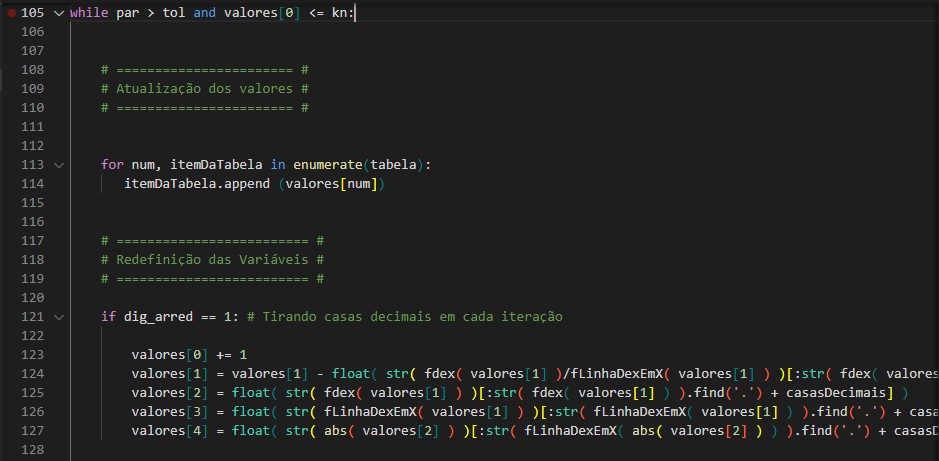 105 while par > tol and valores[0] <= kn:
106
107
108 # ======================= #
109 # Atualização dos valores #
110 # ======================= #
111
112
113 for num, itemDaTabela in enumerate(tabela):
114 itemDaTabela.append (valores[num])
115
116
117 # ========================= #
118 # Redefinição das Variáveis #
119 # ========================= #
120
121 if dig_arred == 1: # Tirando casas decimais em cada iteração
122
123 valores[0] += 1
124 valores[1] = valores[1] - float( str( fdex( valores[1] )/fLinhaDexEmX( valores[1] ) )[:str( fdex( valores
125 valores[2] = float( str( fdex( valores[1] ) )[:str( fdex( valores[1] ) ).find('.') + casasDecimais] )
126 valores[3] = float( str( fLinhaDexEmX( valores[1] ) )[:str( fLinhaDexEmX( valores[1] ) ).find('.') + casa
127 valores[4] = float( str( abs( valores[2] ) )[:str( fLinhaDexEmX( abs( valores[2] ) ) ).find('.') + casas
128